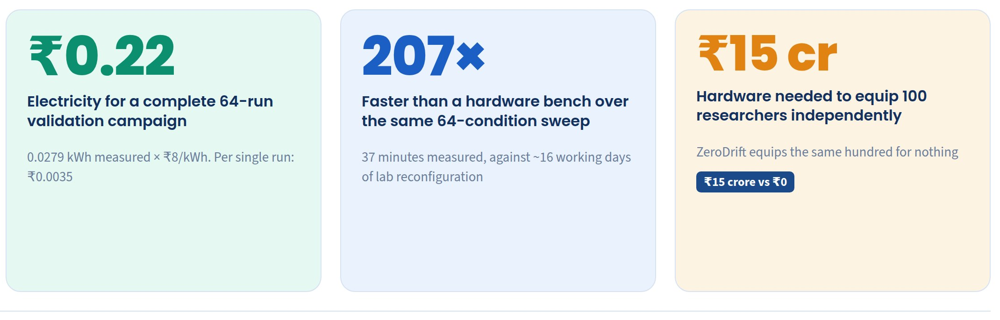 ₹0.22
Electricity for a complete 64-run
validation campaign
0.0279 kWh measured × ₹8/kWh. Per single run:
₹0.0035
207×
Faster than a hardware bench over
the same 64-condition sweep
37 minutes measured, against ~16 working days
of lab reconfiguration
₹15 cr
Hardware needed to equip 100
researchers independently
ZeroDrift equips the same hundred for nothing
₹15 crore vs ₹0